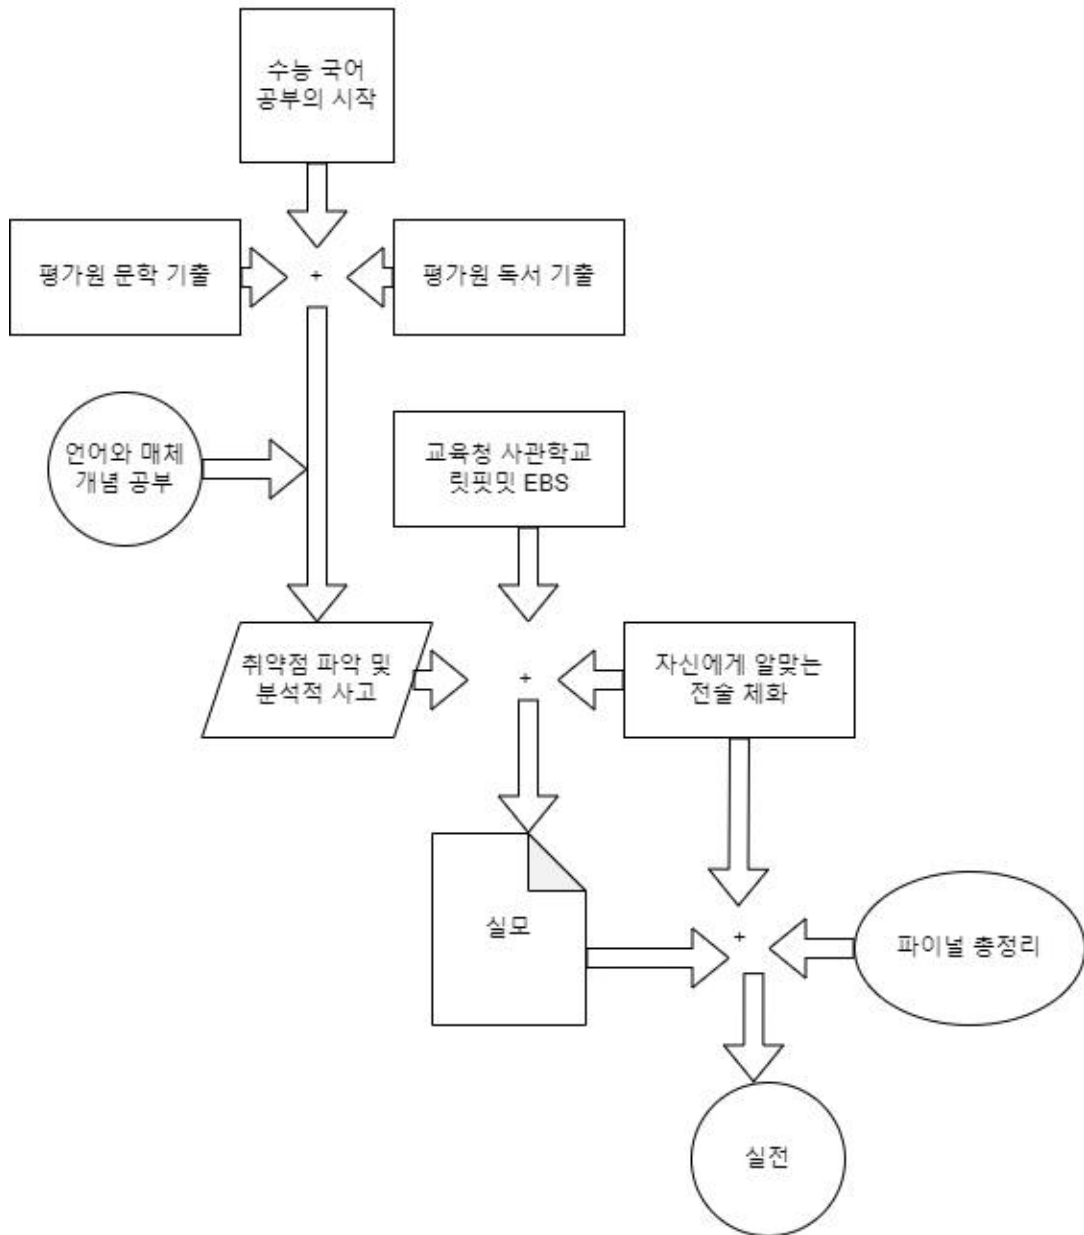 수능 국어
공부의 시작
평가원 문학 기출
+
평가원 독서 기출
언어와 매체
개념 공부
교육청 사관학교
릿핏밋 EBS
취약점 파악 및
분석적 사고
+
자신에게 알맞는
전술 체화
실모
+
파이널 총정리
실전